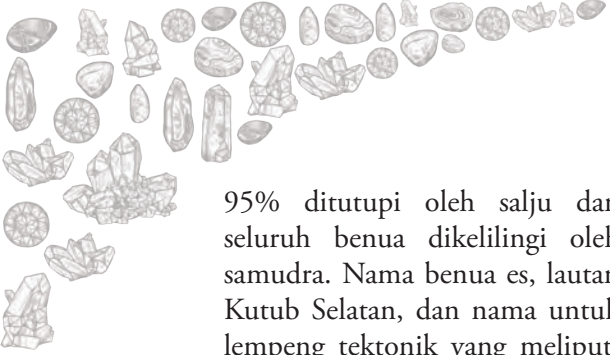 95% ditutupi oleh salju dan
seluruh benua dikelilingi oleh
samudra. Nama benua es, lautan
Kutub Selatan, dan nama untuk
lempeng tektonik yang meliputi